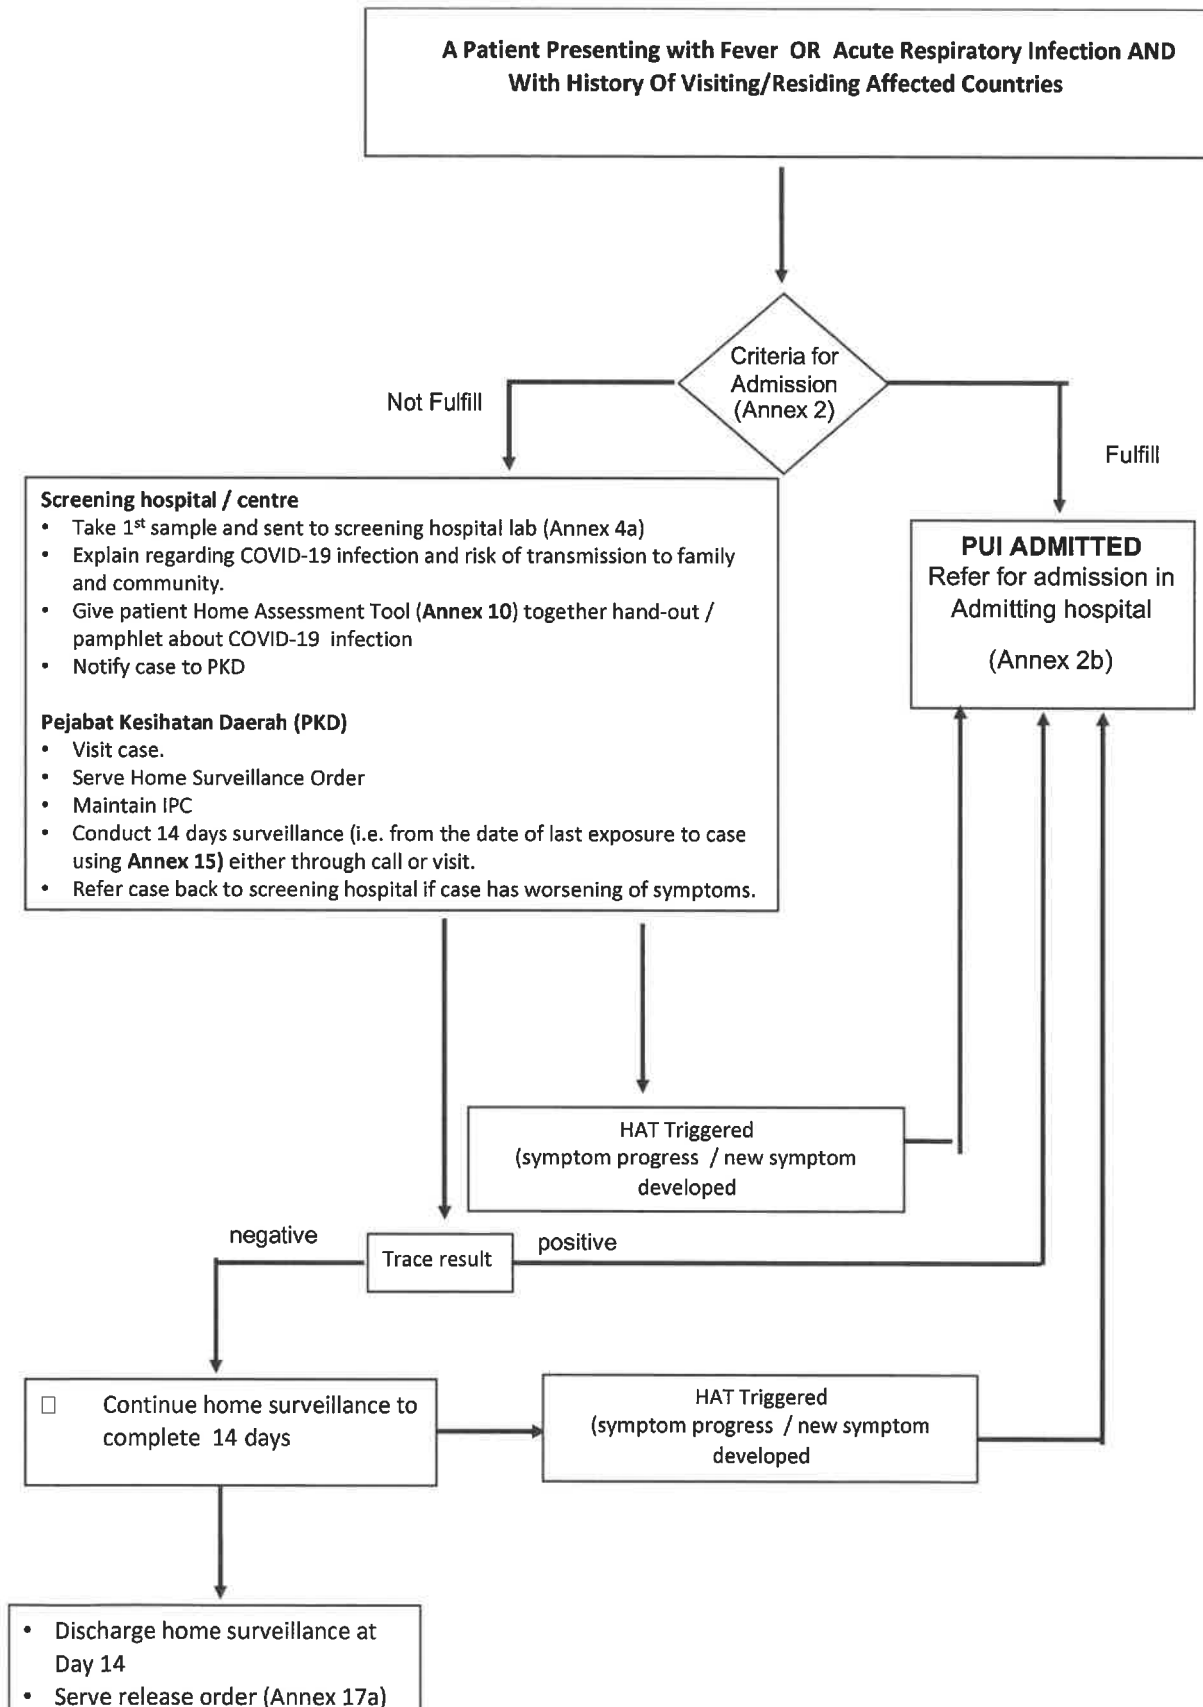 A Patient Presenting with Fever OR Acute Respiratory Infection AND
With History Of Visiting/Residing Affected Countries
Criteria for
Admission
(Annex 2)
Not Fulfill
Fulfill
Screening hospital / centre
• Take 1st sample and sent to screening hospital lab (Annex 4a)
• Explain regarding COVID-19 infection and risk of transmission to family
and community.
• Give patient Home Assessment Tool (Annex 10) together hand-out /
pamphlet about COVID-19 infection
• Notify case to PKD
Pejabat Kesihatan Daerah (PKD)
• Visit case.
• Serve Home Surveillance Order
• Maintain IPC
• Conduct 14 days surveillance (i.e. from the date of last exposure to case
using Annex 15) either through call or visit.
• Refer case back to screening hospital if case has worsening of symptoms.
PUI ADMITTED
Refer for admission in
Admitting hospital
(Annex 2b)
HAT Triggered
(symptom progress / new symptom
developed
negative
Trace result
positive
□ Continue home surveillance to
complete 14 days
HAT Triggered
(symptom progress / new symptom
developed
• Discharge home surveillance at
Day 14
• Serve release order (Annex 17a)